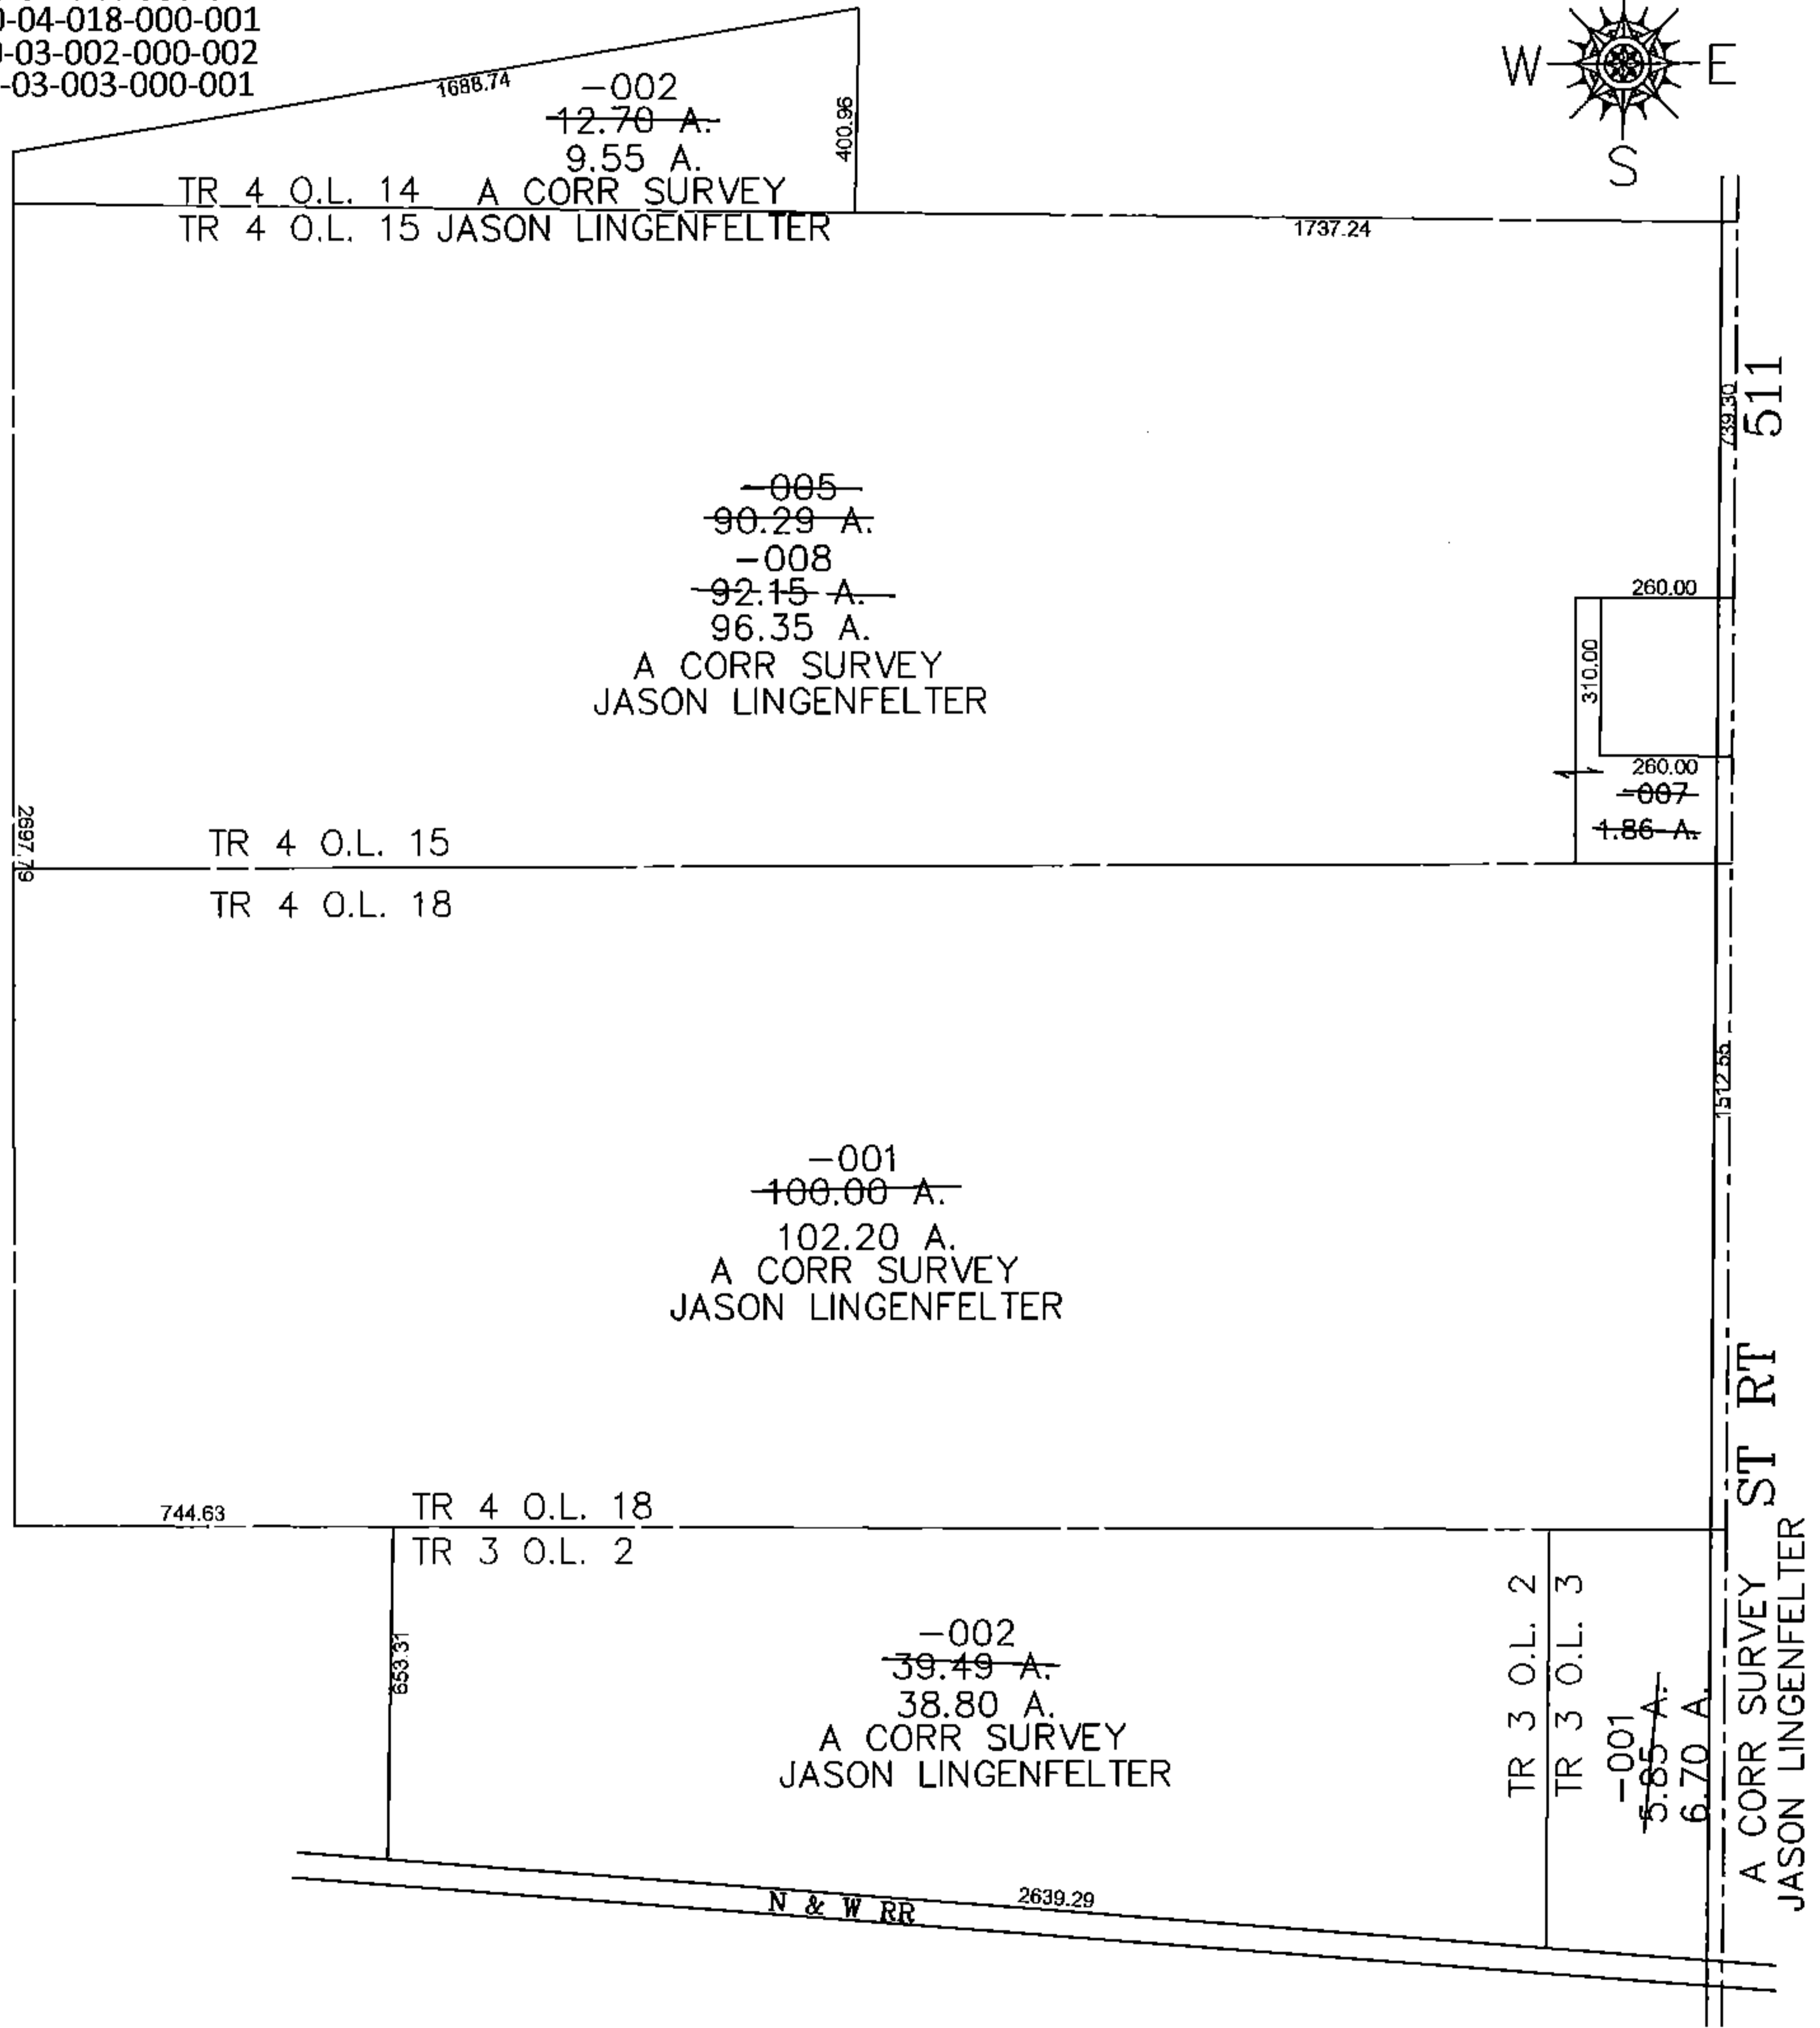 -04-018-000-001
-03-002-000-002
-03-003-000-001
W E
S
1688.74
-002
12.70 A.
9.55 A.
400.96
TR 4 O.L. 14 A CORR SURVEY
TR 4 O.L. 15 JASON LINGENFELTER
1737.24
739.30
511
-005
90.29 A.
-008
92.15 A.
96.35 A.
A CORR SURVEY
JASON LINGENFELTER
260.00
310.00
260.00
-007
1.86 A.
2697.79
TR 4 O.L. 15
TR 4 O.L. 18
1512.55
-001
100.00 A.
102.20 A.
A CORR SURVEY
JASON LINGENFELTER
ST RT
744.63
TR 4 O.L. 18
TR 3 O.L. 2
653.31
-002
39.49 A.
38.80 A.
A CORR SURVEY
JASON LINGENFELTER
TR 3 O.L. 2
TR 3 O.L. 3
-001
5.85 A.
6.70 A.
A CORR SURVEY
JASON LINGENFELTER
N & W RR
2639.29